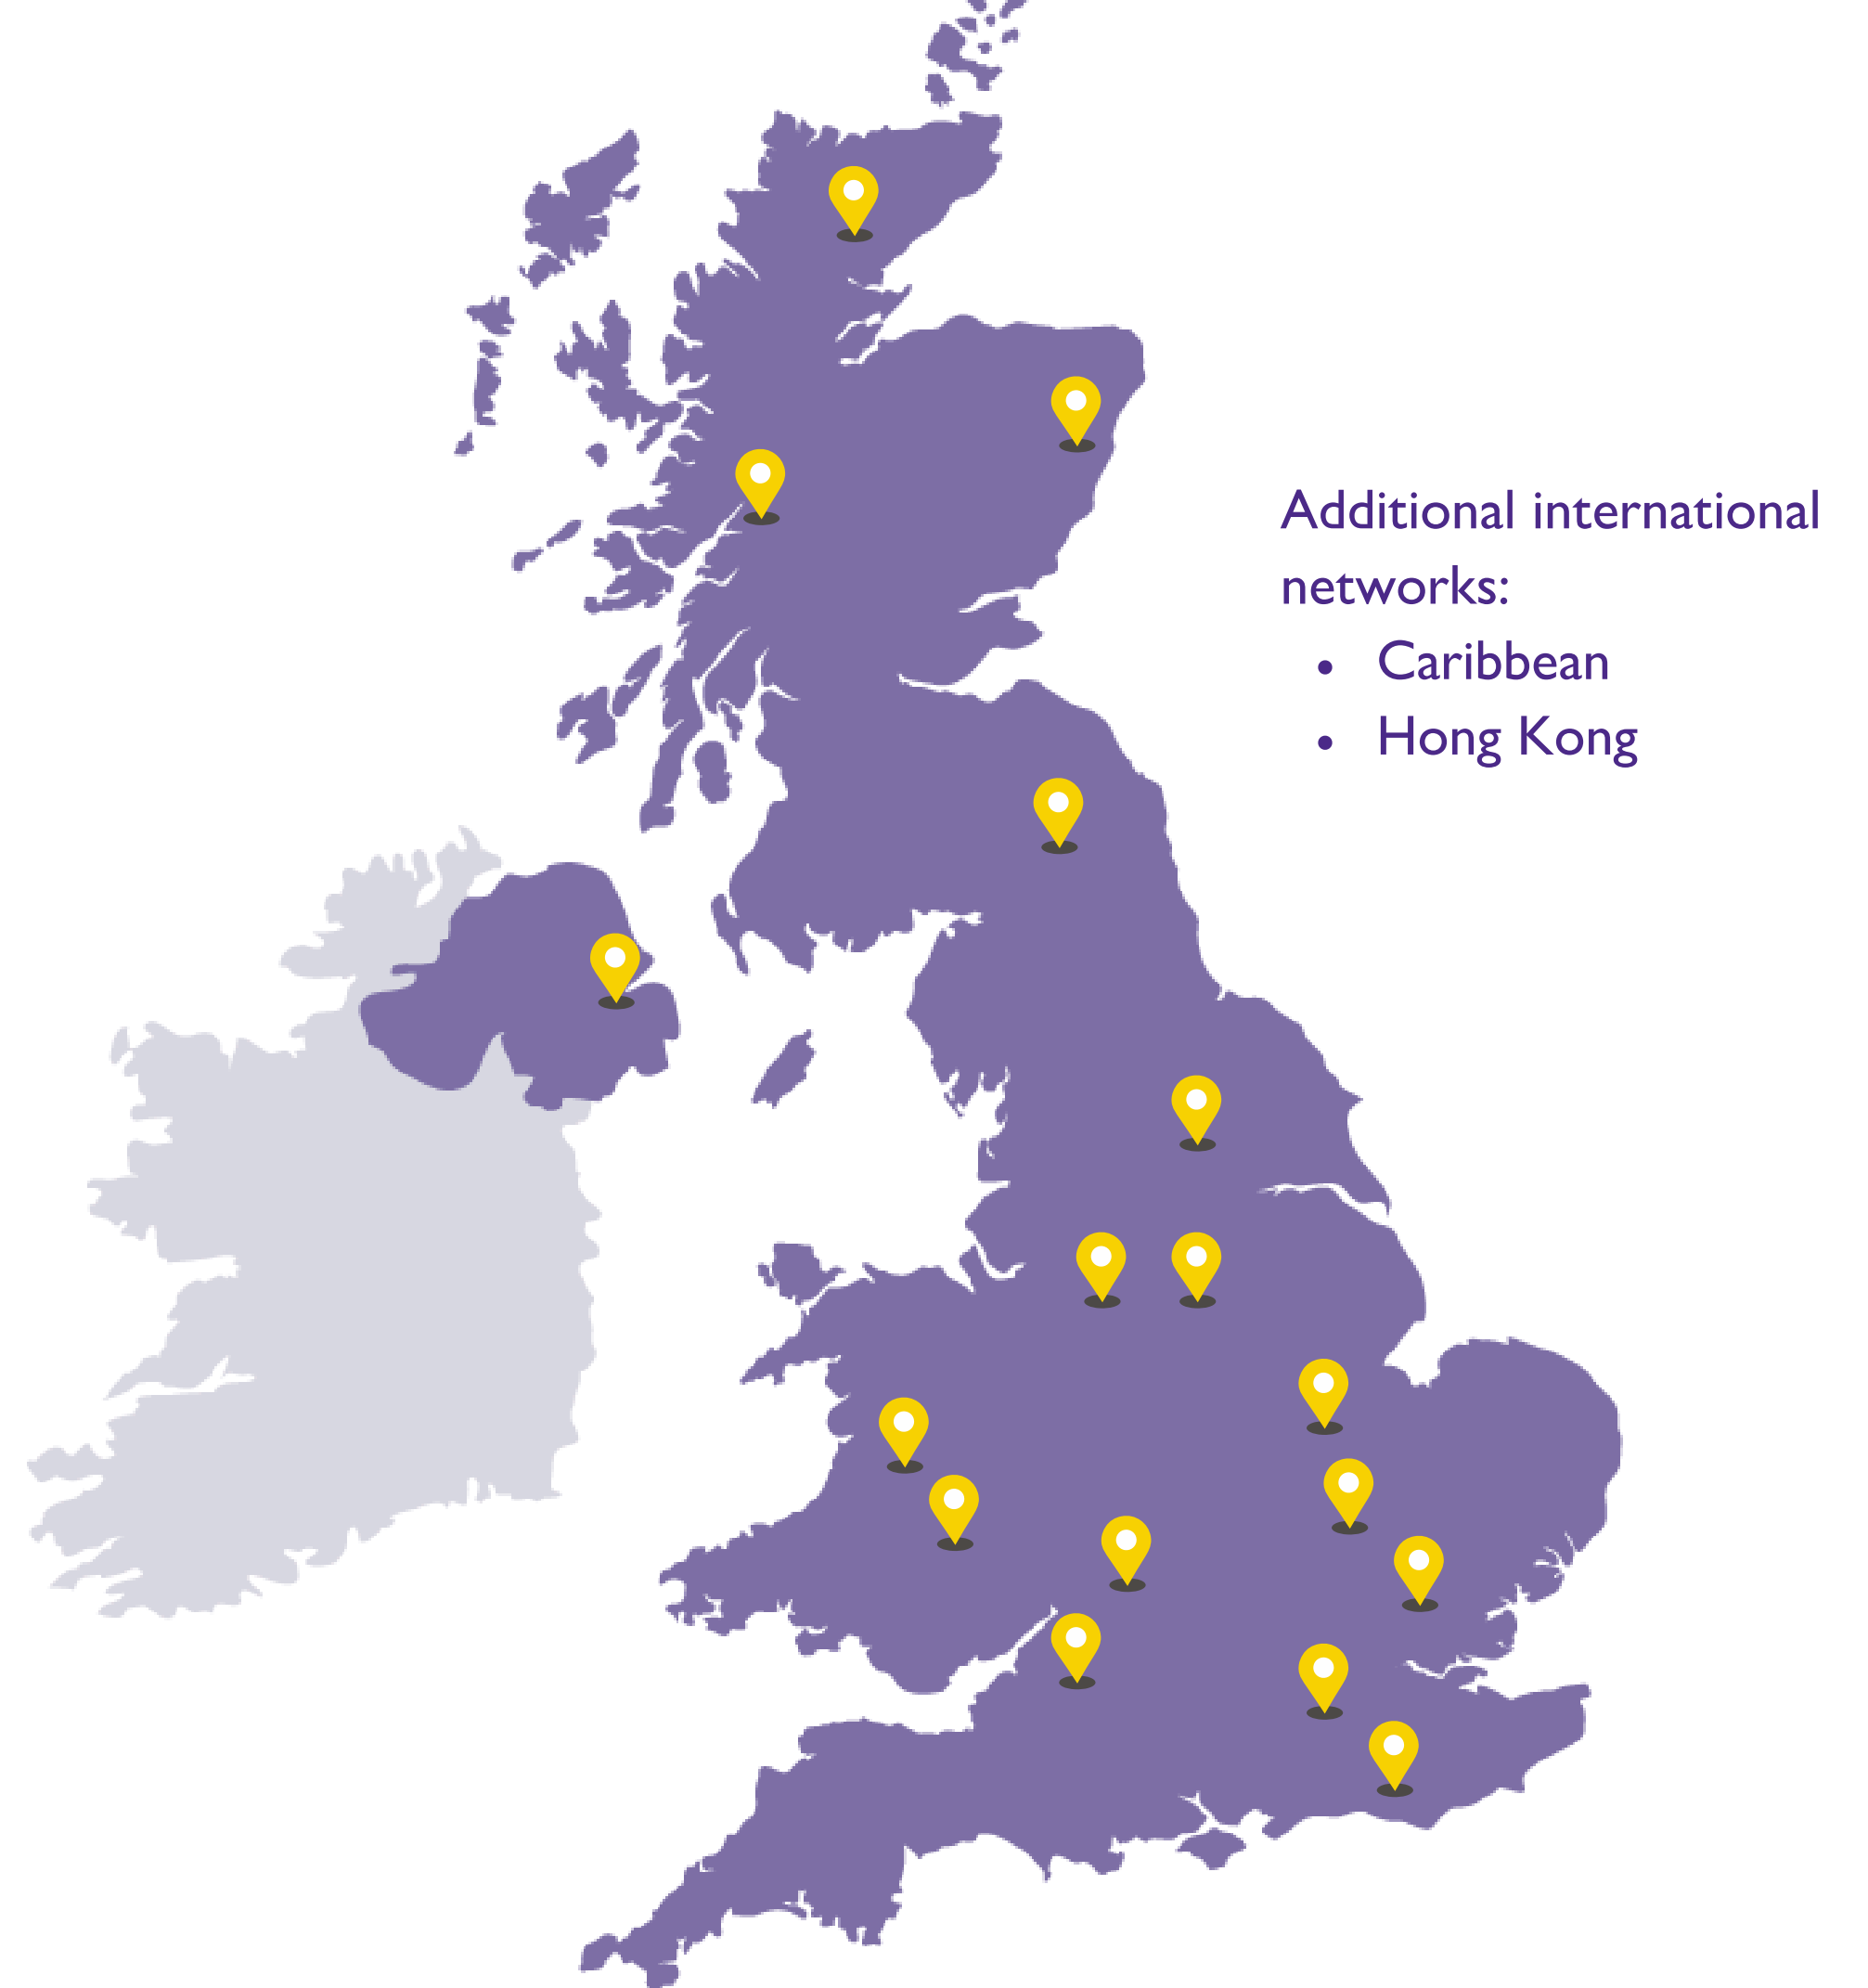 Additional international
networks:
• Caribbean
• Hong Kong